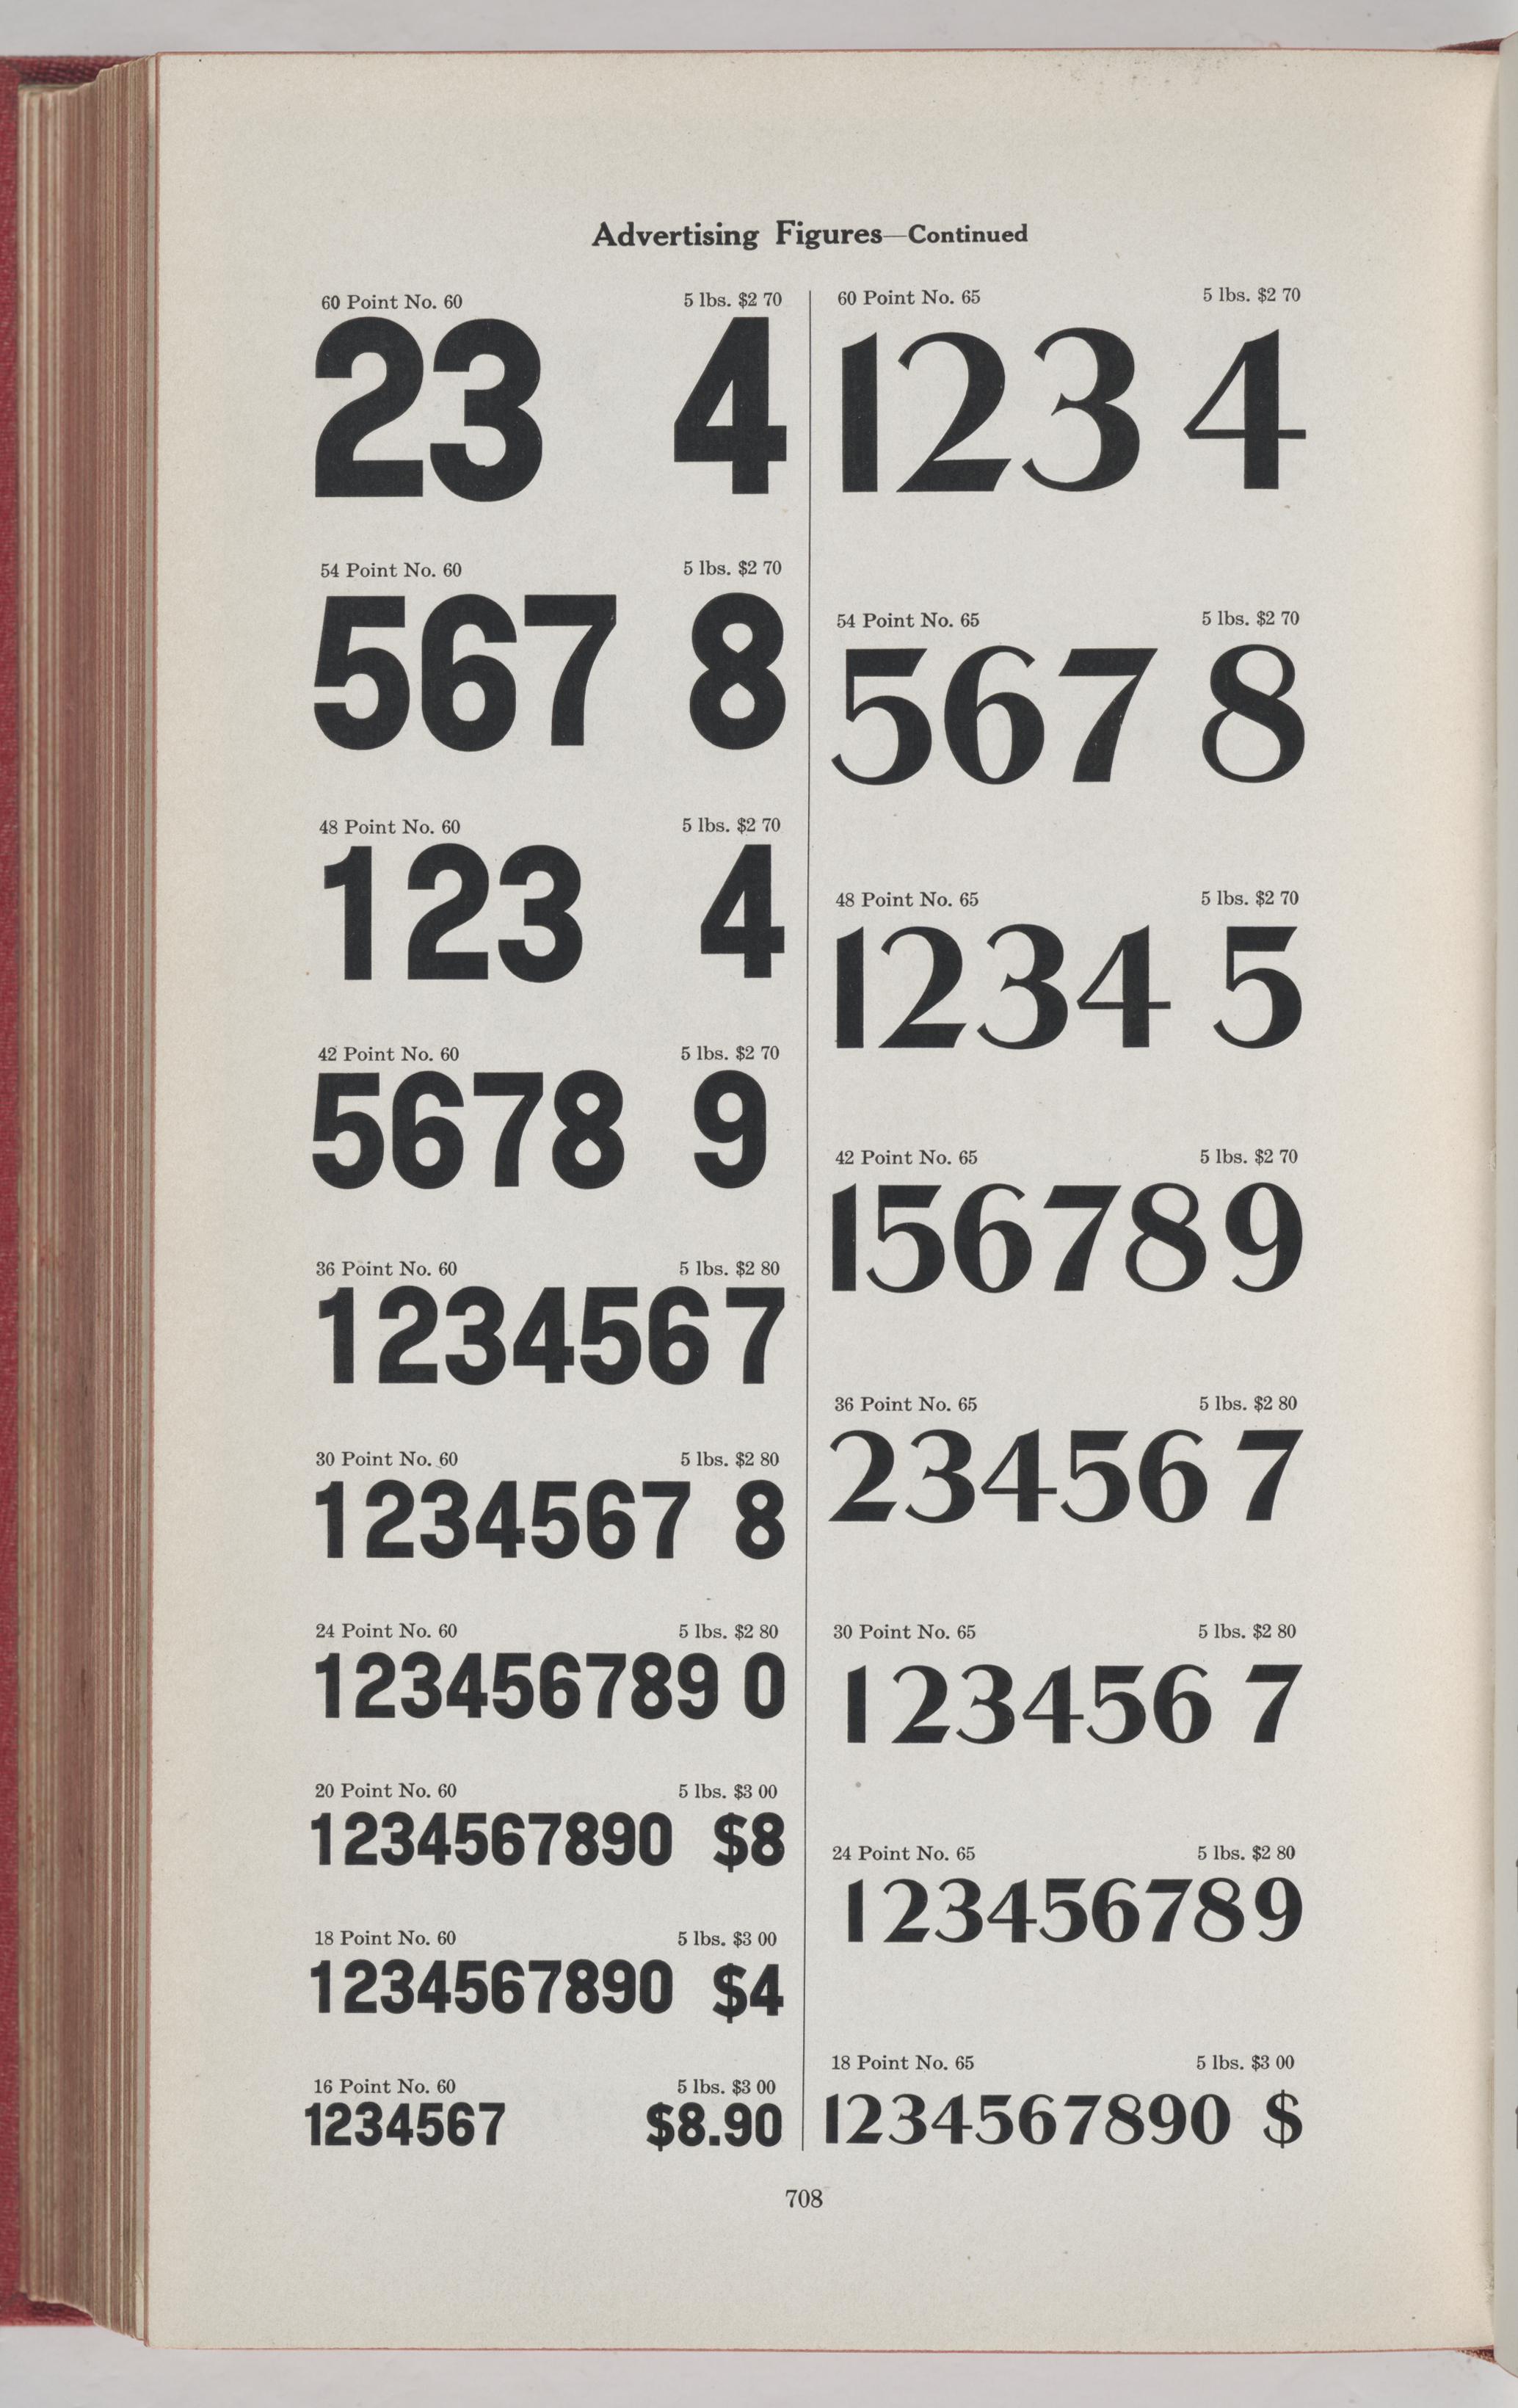 Advertising Figures—Continued
60 Point No. 60 5 lbs. $2 70
23 4
54 Point No. 60 5 lbs. $2 70
567 8
48 Point No. 60 5 lbs. $2 70
123 4
42 Point No. 60 5 lbs. $2 70
5678 9
36 Point No. 60 5 lbs. $2 80
123456 7
30 Point No. 60 5 lbs. $2 80
1234567 8
24 Point No. 60 5 lbs. $2 80
123456789 0
20 Point No. 60 5 lbs. $3 00
1234567890 $8
18 Point No. 60 5 lbs. $3 00
1234567890 $4
16 Point No. 60 5 lbs. $3 00
1234567 $8.90
60 Point No. 65 5 lbs. $2 70
123 4
54 Point No. 65 5 lbs. $2 70
567 8
48 Point No. 65 5 lbs. $2 70
1234 5
42 Point No. 65 5 lbs. $2 70
156789
36 Point No. 65 5 lbs. $2 80
23456 7
30 Point No. 65 5 lbs. $2 80
123456 7
24 Point No. 65 5 lbs. $2 80
123456789
18 Point No. 65 5 lbs. $3 00
1234567890 $
708